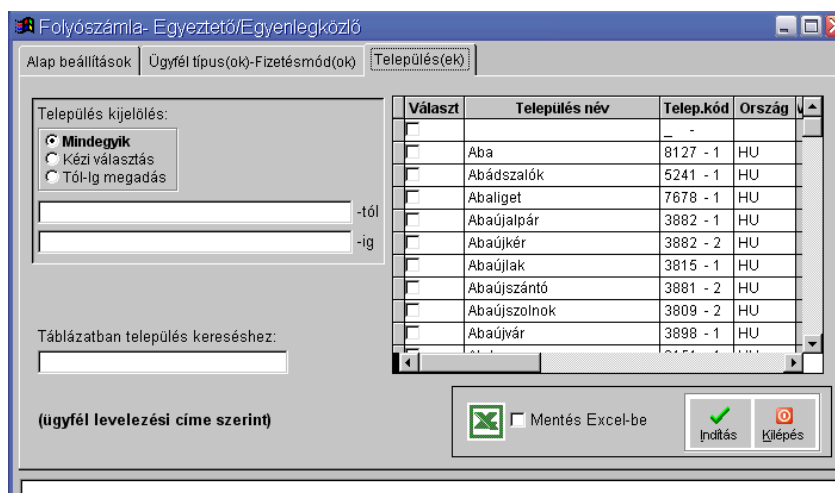 Folyószámla- Egyeztető/Egyenlegközlő
Alap beállítások Ügyfél típus(ok)-Fizetésmód(ok) Település(ek)
Település kijelölés:
Mindegyik
Kézi választás
Tól-Ig megadás
-tól
-ig
Táblázatban település kereséshez:
(ügyfél levelezési címe szerint)
Választ Település név Telep.kód Ország
_ -
Aba 8127 - 1 HU
Abádszalók 5241 - 1 HU
Abaliget 7678 - 1 HU
Abaújalpár 3882 - 1 HU
Abaújkér 3882 - 2 HU
Abaújlak 3815 - 1 HU
Abaújszántó 3881 - 2 HU
Abaújszolnok 3809 - 2 HU
Abaújvár 3898 - 1 HU
Mentés Excel-be
Indítás Kilépés